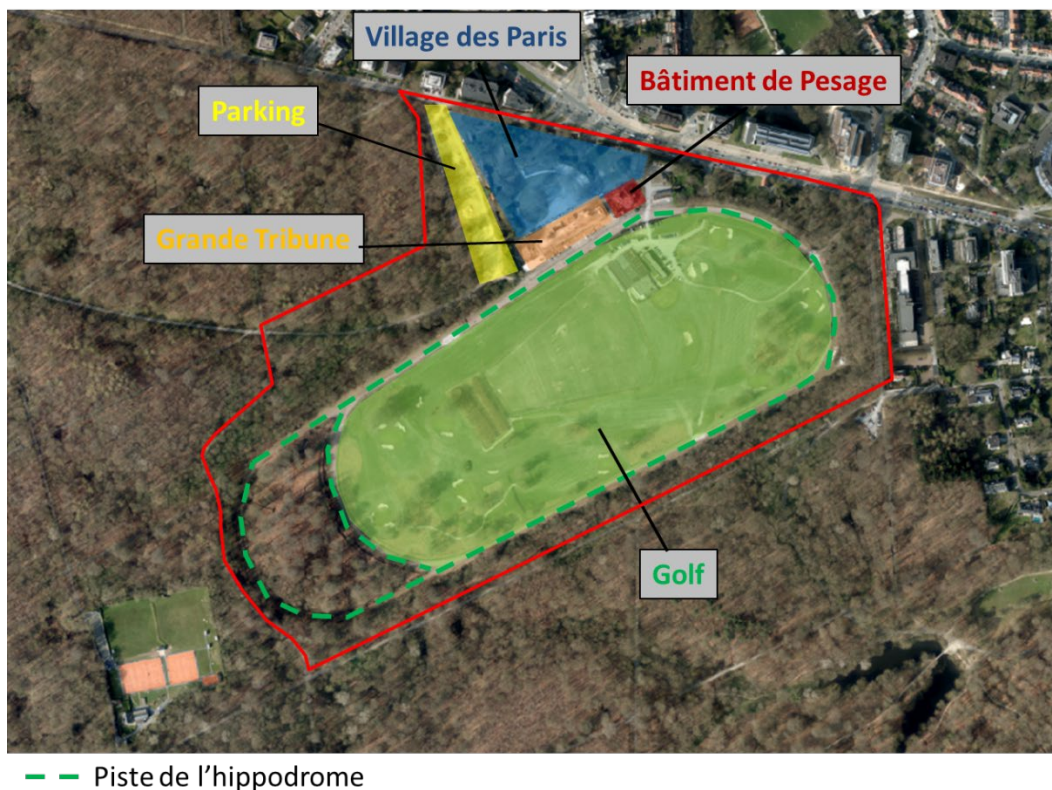 Village des Paris
Bâtiment de Pesage
Parking
Grande Tribune
Golf
Piste de l'hippodrome